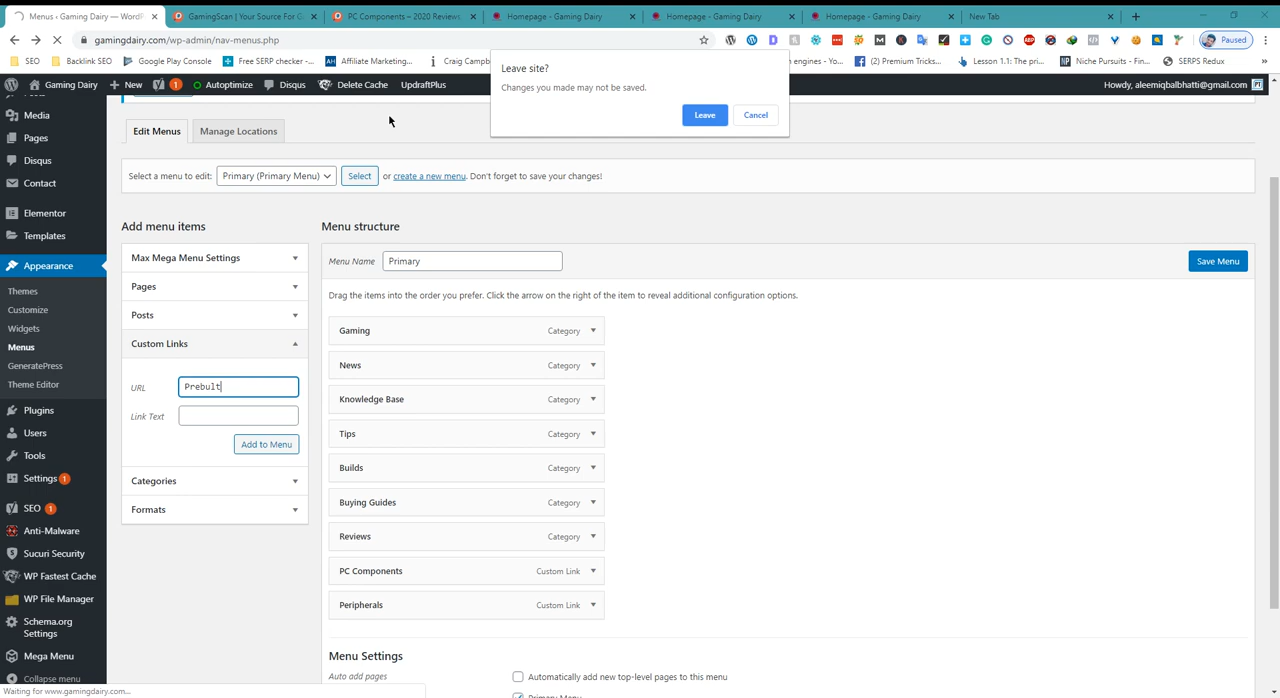 Menus ‹ Gaming Dairy — WordP
GamingScan | Your Source For G
PC Components – 2020 Reviews
Homepage - Gaming Dairy
Homepage - Gaming Dairy
Homepage - Gaming Dairy
New Tab
gamingdairy.com/wp-admin/nav-menus.php
Paused
SEO
Backlink SEO
Google Play Console
Free SERP checker -...
Affiliate Marketing...
Craig Campb
engines - Yo...
(2) Premium Tricks...
Lesson 1.1: The pri...
Niche Pursuits - Fin...
SERPS Redux
Leave site?
Changes you made may not be saved.
Leave
Cancel
Gaming Dairy
New
1
Autoptimize
Disqus
Delete Cache
UpdraftPlus
Howdy, aleemiqbalbhatti@gmail.com
Media
Pages
Disqus
Contact
Elementor
Templates
Appearance
Themes
Customize
Widgets
Menus
GeneratePress
Theme Editor
Plugins
Users
Tools
Settings 1
SEO 1
Anti-Malware
Sucuri Security
WP Fastest Cache
WP File Manager
Schema.org
Settings
Mega Menu
Collapse menu
Waiting for www.gamingdairy.com...
Edit Menus
Manage Locations
Select a menu to edit: Primary (Primary Menu) Select or create a new menu. Don't forget to save your changes!
Add menu items
Max Mega Menu Settings
Pages
Posts
Custom Links
URL Prebult
Link Text
Add to Menu
Categories
Formats
Menu structure
Menu Name Primary
Save Menu
Drag the items into the order you prefer. Click the arrow on the right of the item to reveal additional configuration options.
Gaming Category
News Category
Knowledge Base Category
Tips Category
Builds Category
Buying Guides Category
Reviews Category
PC Components Custom Link
Peripherals Custom Link
Menu Settings
Auto add pages
Automatically add new top-level pages to this menu
Primary Menu